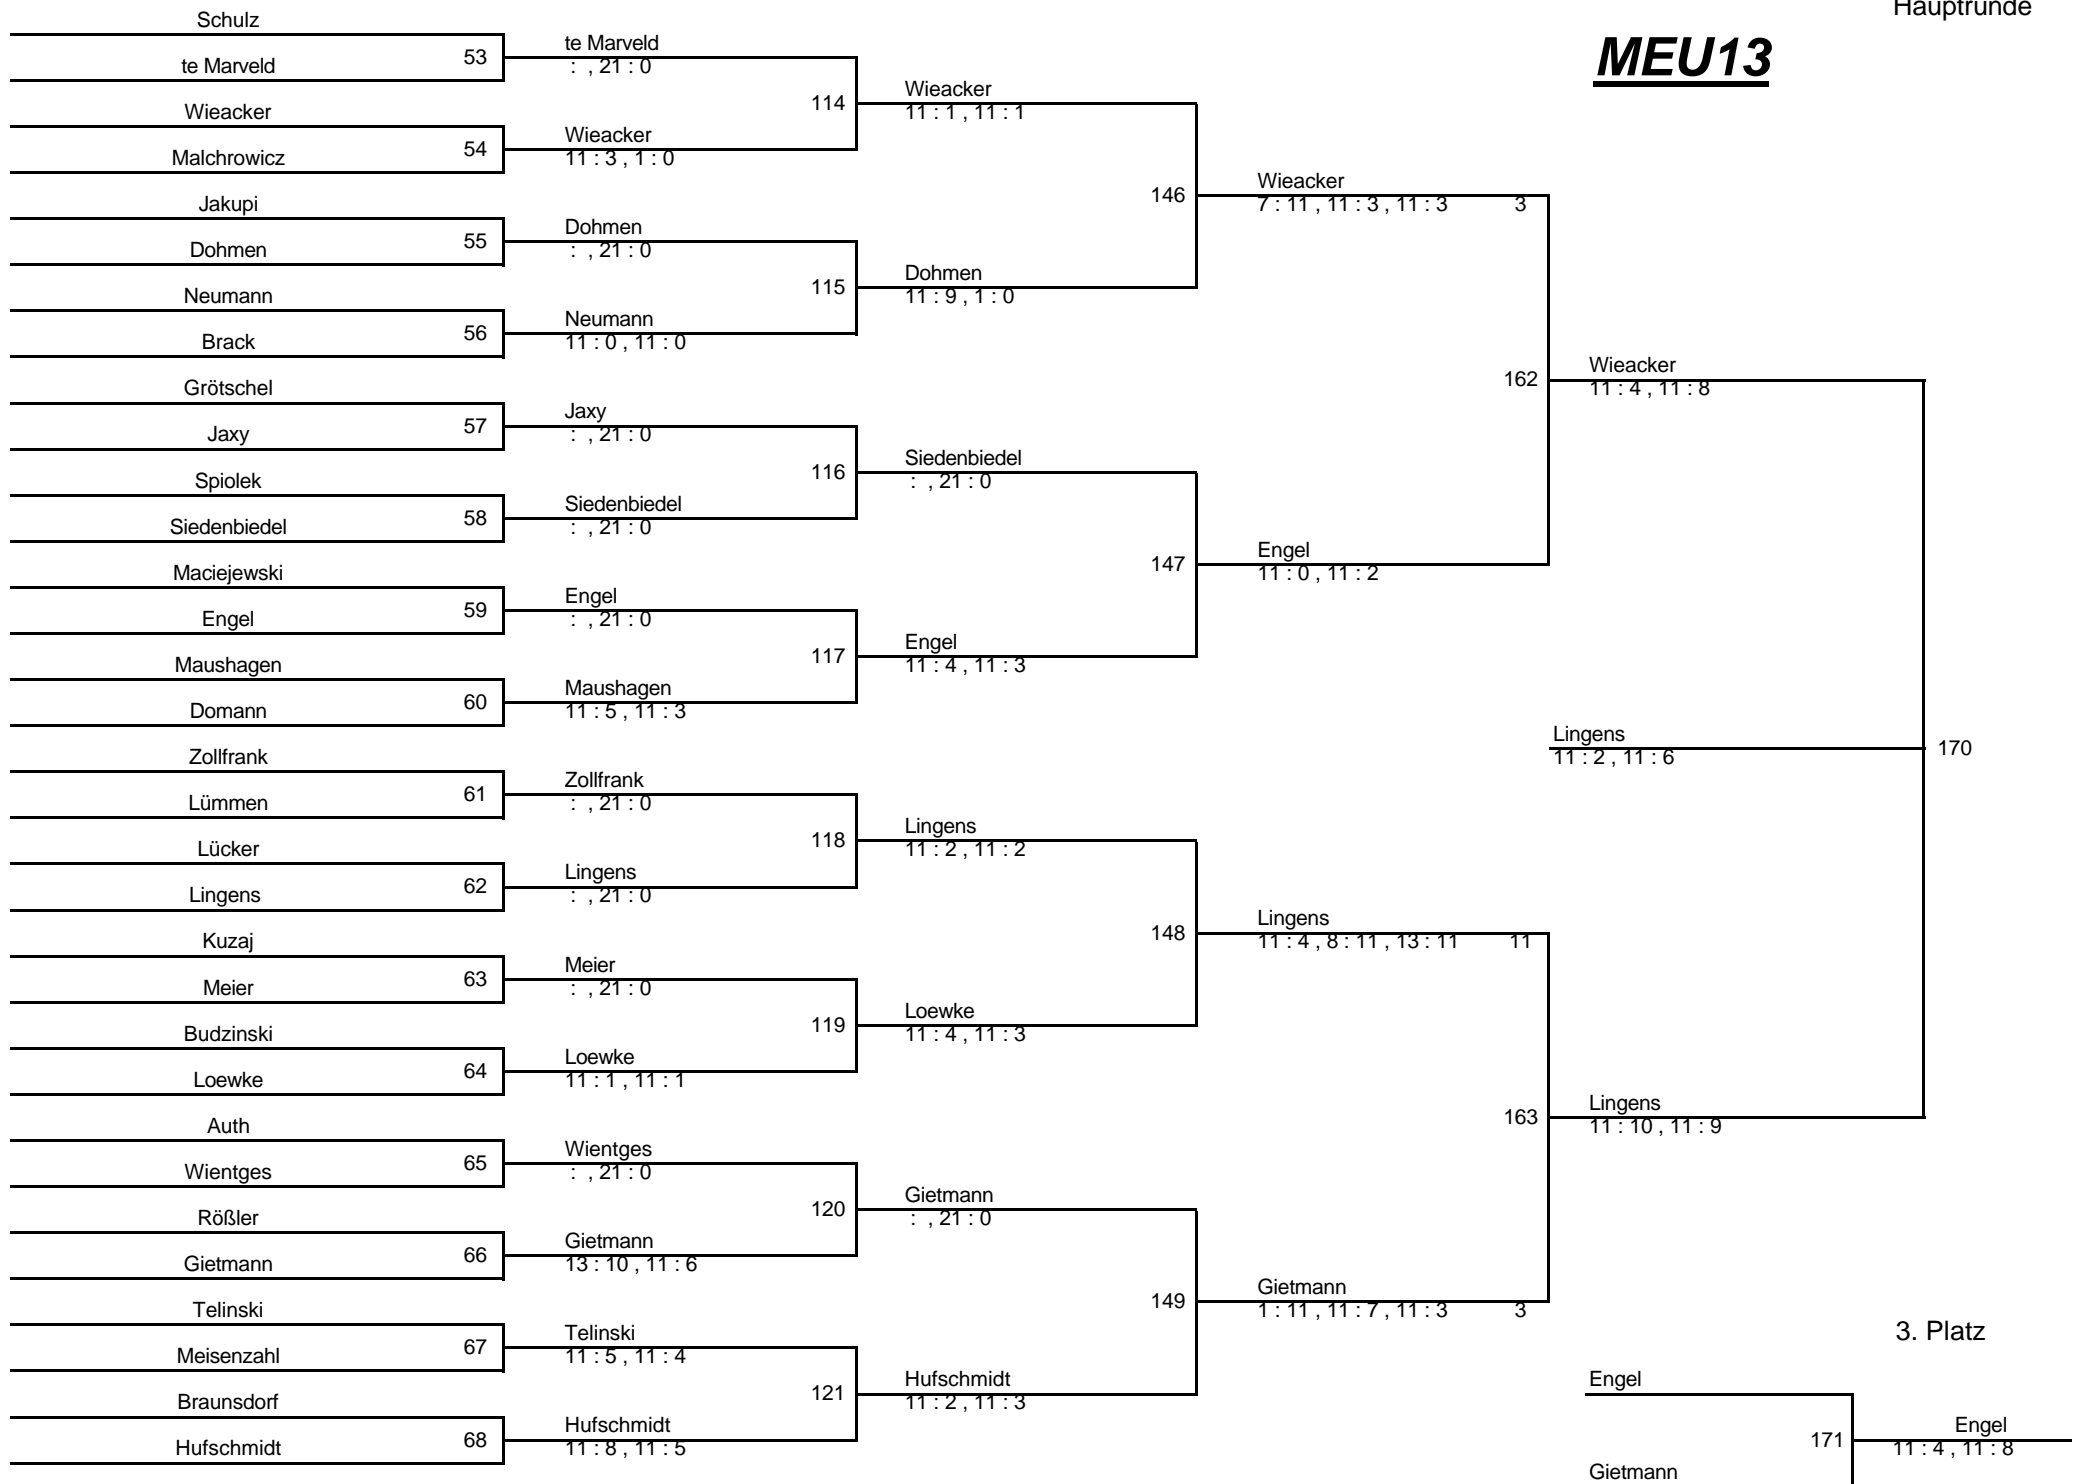 Hauptrunde
MEU13
Schulz
te Marveld
53
Wieacker
Malchrowicz
54
Jakupi
Dohmen
55
Neumann
Brack
56
Grötschel
Jaxy
57
Spiolek
Siedenbiedel
58
Maciejewski
Engel
59
Maushagen
Domann
60
Zollfrank
Lümmen
61
Lücker
Lingens
62
Kuzaj
Meier
63
Budzinski
Loewke
64
Auth
Wientges
65
Rößler
Gietmann
66
Telinski
Meisenzahl
67
Braunsdorf
Hufschmidt
68
te Marveld
: , 21 : 0
114
Wieacker
11 : 3 , 1 : 0
Dohmen
: , 21 : 0
115
Neumann
11 : 0 , 11 : 0
Jaxy
: , 21 : 0
116
Siedenbiedel
: , 21 : 0
Engel
: , 21 : 0
117
Maushagen
11 : 5 , 11 : 3
Zollfrank
: , 21 : 0
118
Lingens
: , 21 : 0
Meier
: , 21 : 0
119
Loewke
11 : 1 , 11 : 1
Wientges
: , 21 : 0
120
Gietmann
13 : 10 , 11 : 6
Telinski
11 : 5 , 11 : 4
121
Hufschmidt
11 : 8 , 11 : 5
Wieacker
11 : 1 , 11 : 1
146
Dohmen
11 : 9 , 1 : 0
Siedenbiedel
: , 21 : 0
147
Engel
11 : 4 , 11 : 3
Lingens
11 : 2 , 11 : 2
148
Loewke
11 : 4 , 11 : 3
Gietmann
: , 21 : 0
149
Hufschmidt
11 : 2 , 11 : 3
Wieacker
7 : 11 , 11 : 3 , 11 : 3 3
162
Engel
11 : 0 , 11 : 2
Lingens
11 : 4 , 8 : 11 , 13 : 11 11
163
Gietmann
1 : 11 , 11 : 7 , 11 : 3 3
Wieacker
11 : 4 , 11 : 8
Lingens
11 : 2 , 11 : 6
170
Lingens
11 : 10 , 11 : 9
3. Platz
Engel
171
Gietmann
Engel
11 : 4 , 11 : 8